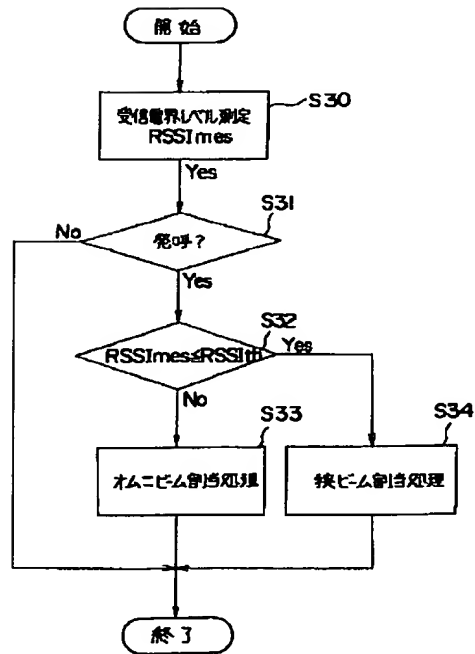 開始
S30
受信電界レベル測定
RSSImes
Yes
S31
No
発呼?
Yes
S32
RSSImes≤RSSIth
Yes
No
S33
S34
オムニビーム割当処理
狭ビーム割当処理
終了